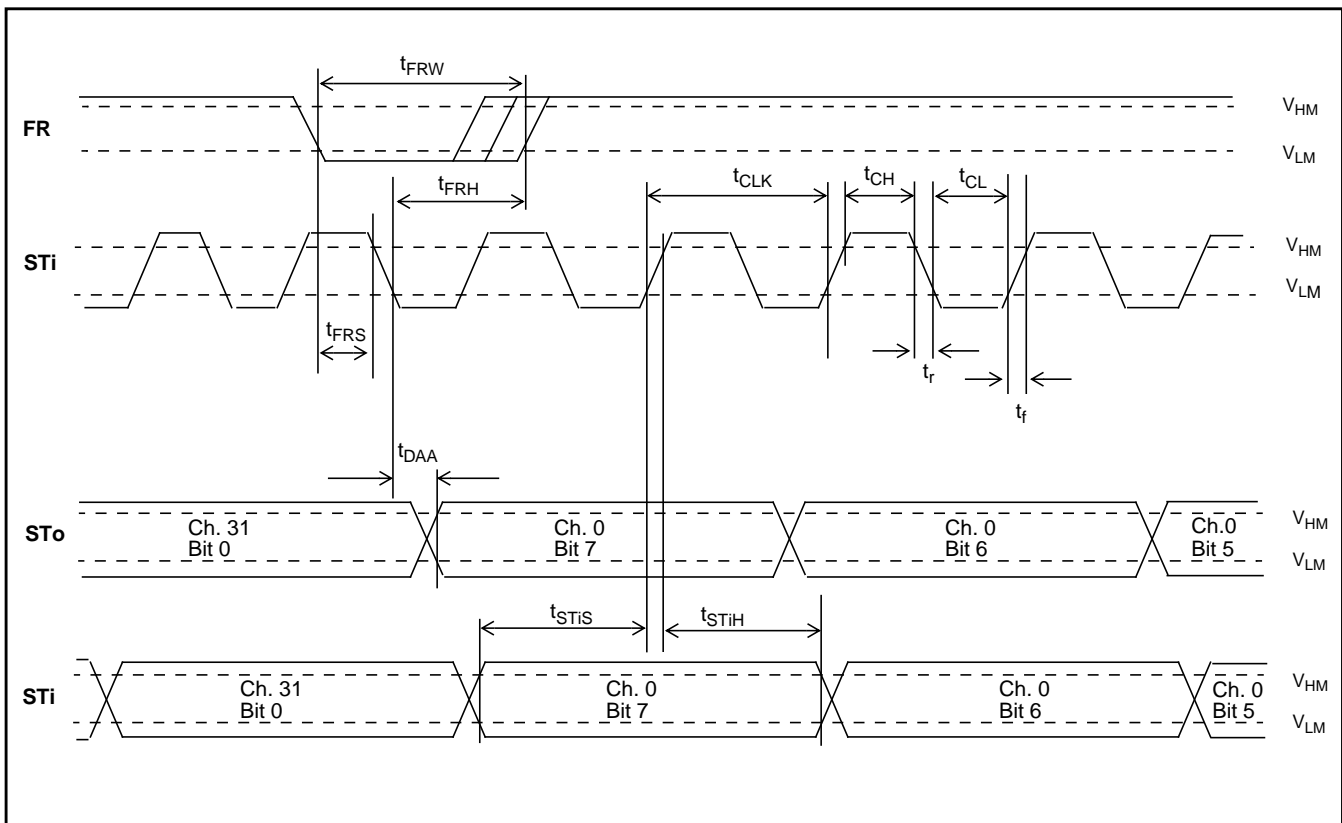 tFRW
FR
VHM
VLM
tFRH
tCLK
tCH
tCL
STi
VHM
VLM
tFRS
tr
tf
tDAA
STo
Ch. 31
Bit 0
Ch. 0
Bit 7
Ch. 0
Bit 6
Ch.0
Bit 5
VHM
VLM
tSTiS
tSTiH
STi
Ch. 31
Bit 0
Ch. 0
Bit 7
Ch. 0
Bit 6
Ch. 0
Bit 5
VHM
VLM